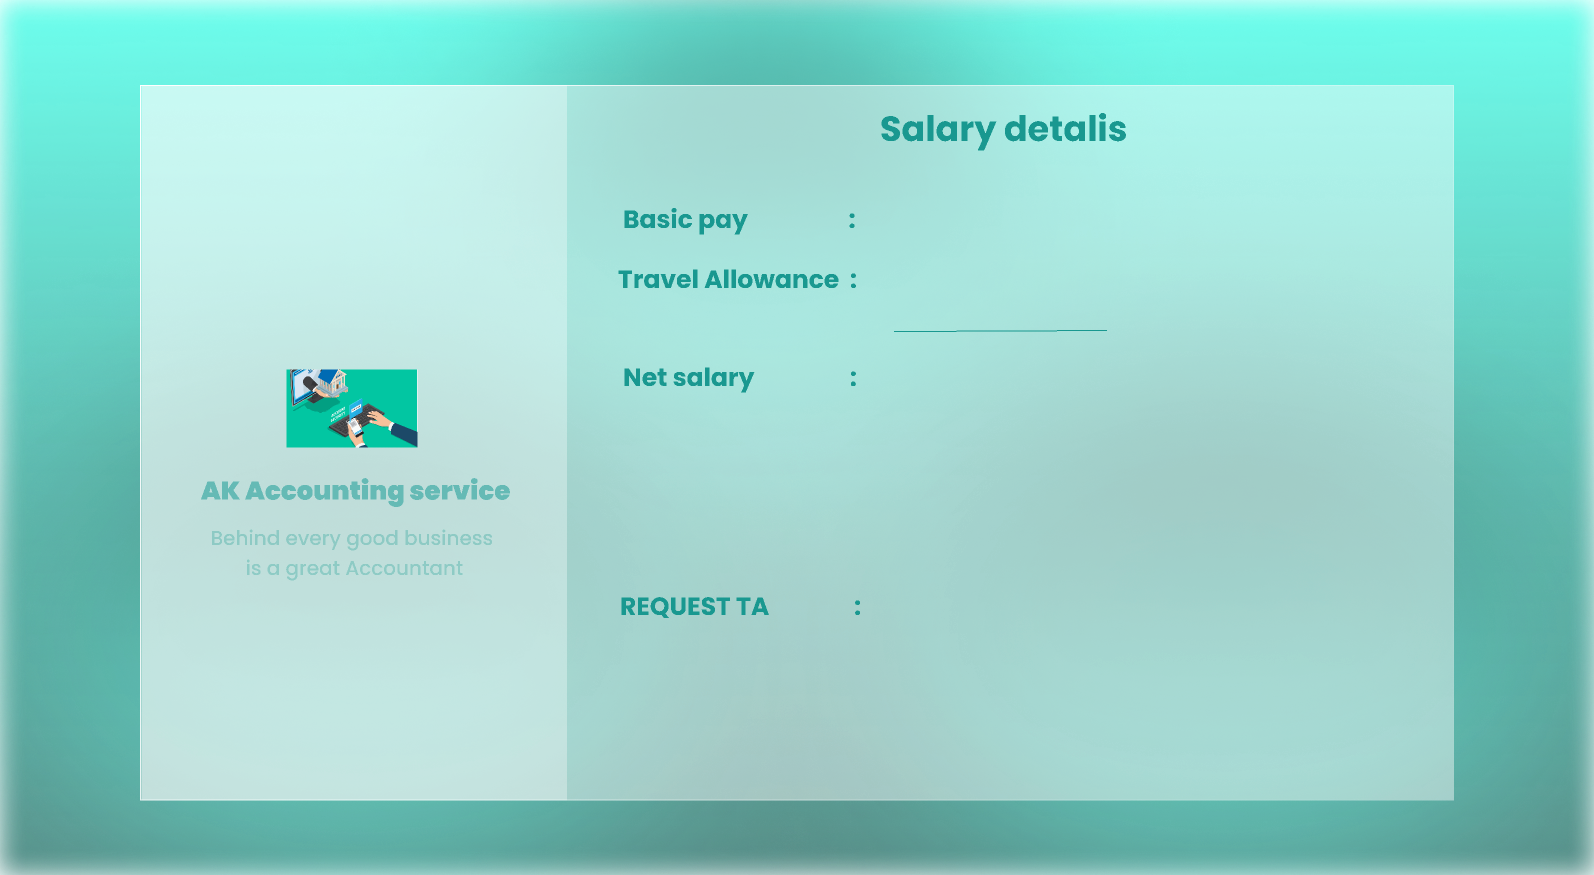 Salary detalis
Basic pay :
Travel Allowance :
Net salary :
REQUEST TA :
AK Accounting service
Behind every good business
is a great Accountant